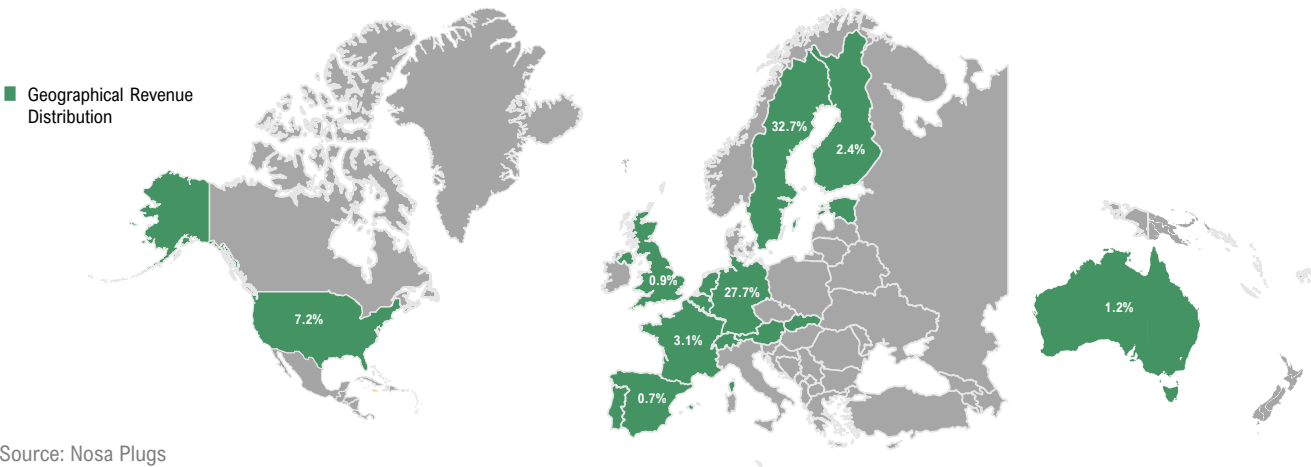 Geographical Revenue
Distribution
32.7%
2.4%
0.9%
27.7%
7.2%
1.2%
3.1%
0.7%
Source: Nosa Plugs